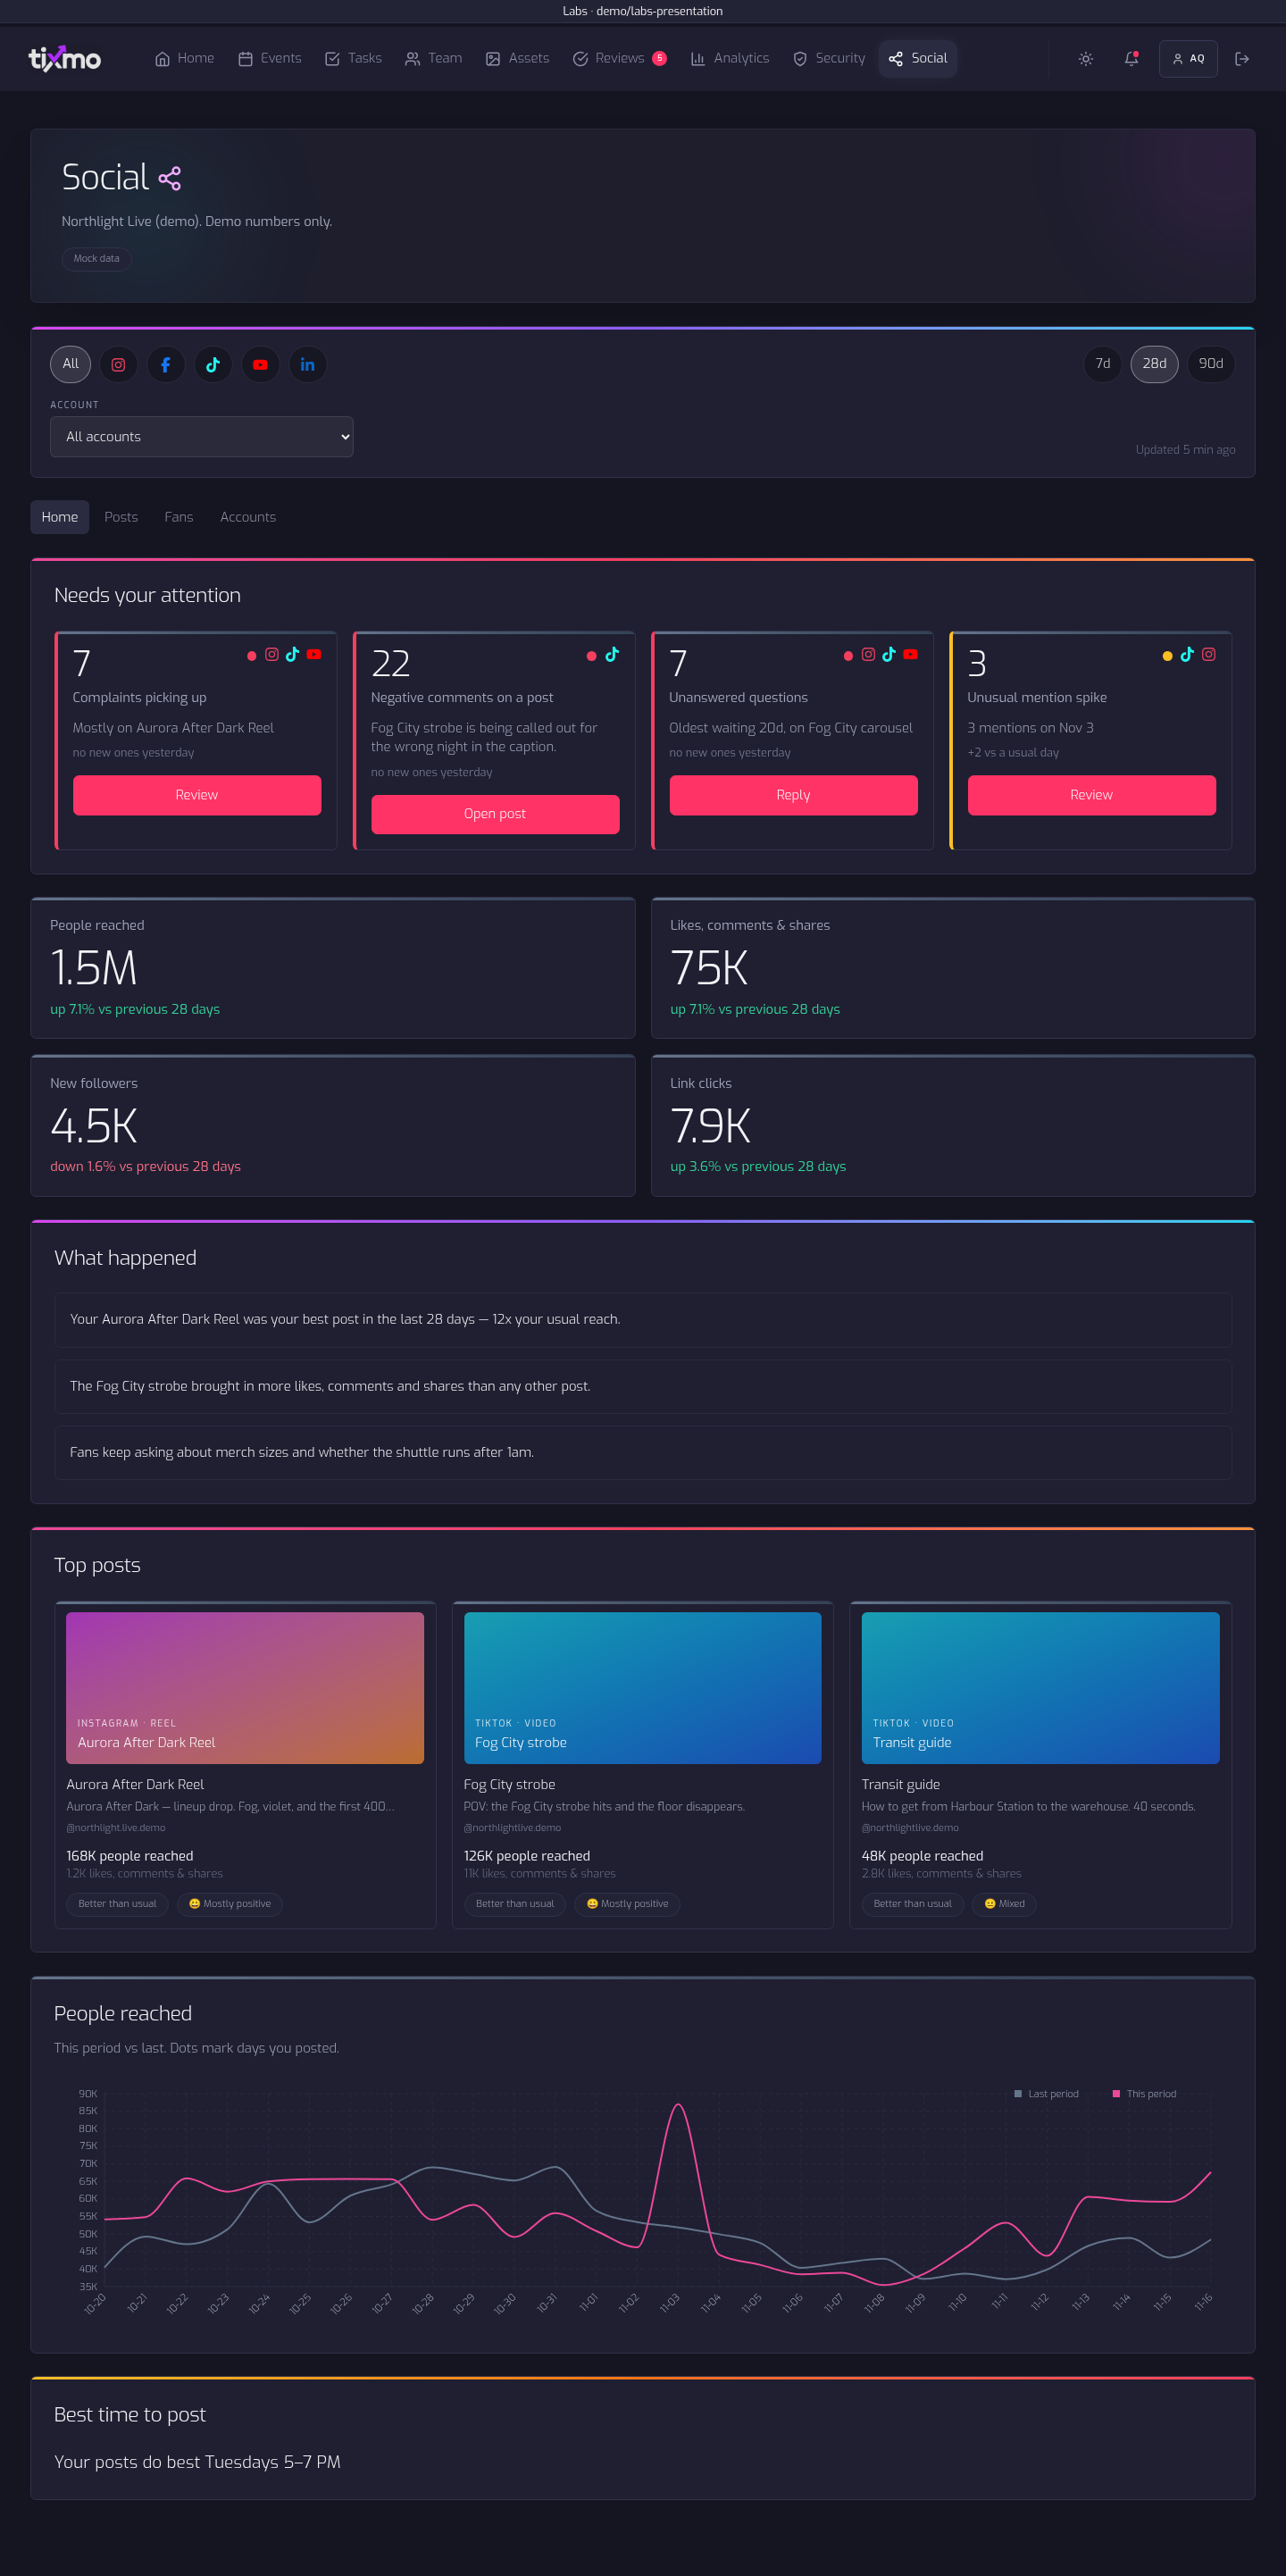 Labs · demo/labs-presentation
tixmo
Home
Events
Tasks
Team
Assets
Reviews 5
Analytics
Security
Social
AQ
Social
Northlight Live (demo). Demo numbers only.
Mock data
All
7d
28d
90d
ACCOUNT
All accounts
Updated 5 min ago
Home
Posts
Fans
Accounts
Needs your attention
7
Complaints picking up
Mostly on Aurora After Dark Reel
no new ones yesterday
Review
22
Negative comments on a post
Fog City strobe is being called out for
the wrong night in the caption.
no new ones yesterday
Open post
7
Unanswered questions
Oldest waiting 20d, on Fog City carousel
no new ones yesterday
Reply
3
Unusual mention spike
3 mentions on Nov 3
+2 vs a usual day
Review
People reached
1.5M
up 7.1% vs previous 28 days
Likes, comments & shares
75K
up 7.1% vs previous 28 days
New followers
4.5K
down 1.6% vs previous 28 days
Link clicks
7.9K
up 3.6% vs previous 28 days
What happened
Your Aurora After Dark Reel was your best post in the last 28 days — 12x your usual reach.
The Fog City strobe brought in more likes, comments and shares than any other post.
Fans keep asking about merch sizes and whether the shuttle runs after 1am.
Top posts
INSTAGRAM · REEL
Aurora After Dark Reel
Aurora After Dark Reel
Aurora After Dark — lineup drop. Fog, violet, and the first 400...
@northlight.live.demo
168K people reached
1.2K likes, comments & shares
Better than usual
😀 Mostly positive
TIKTOK · VIDEO
Fog City strobe
Fog City strobe
POV: the Fog City strobe hits and the floor disappears.
@northlightlive.demo
126K people reached
11K likes, comments & shares
Better than usual
😀 Mostly positive
TIKTOK · VIDEO
Transit guide
Transit guide
How to get from Harbour Station to the warehouse. 40 seconds.
@northlightlive.demo
48K people reached
2.8K likes, comments & shares
Better than usual
😐 Mixed
People reached
This period vs last. Dots mark days you posted.
Last period
This period
90K
85K
80K
75K
70K
65K
60K
55K
50K
45K
40K
35K
10-20
10-21
10-22
10-23
10-24
10-25
10-26
10-27
10-28
10-29
10-30
10-31
11-01
11-02
11-03
11-04
11-05
11-06
11-07
11-08
11-09
11-10
11-11
11-12
11-13
11-14
11-15
11-16
Best time to post
Your posts do best Tuesdays 5–7 PM